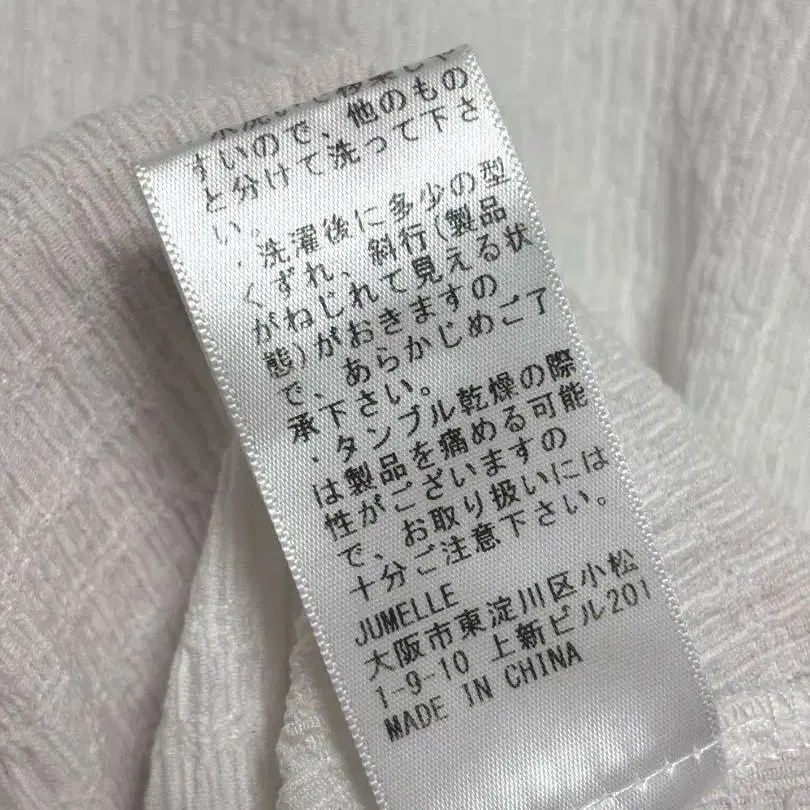 すいので、他のもの
と分けて洗って下さ
い。
・洗濯後に多少の型
くずれ、斜行(製品
がねじれて見える状
態)がおきますの
で、あらかじめご了
承下さい。
・タンブル乾燥の際
は製品を痛める可能
性がございますの
で、お取り扱いには
十分ご注意下さい。
JUMELLE
大阪市東淀川区小松
1-9-10 上新ビル201
MADE IN CHINA